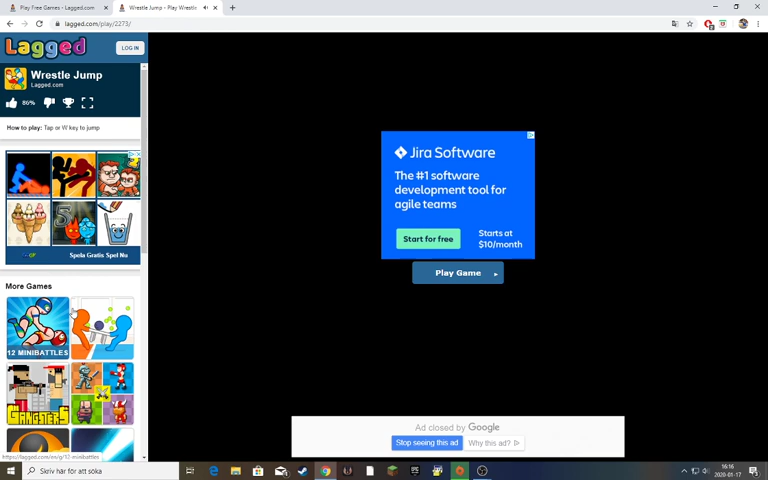 Play Free Games - Lagged.com
Wrestle Jump - Play Wrestli
lagged.com/play/2273/
Lagged
LOG IN
Wrestle Jump
Lagged.com
86%
How to play: Tap or W key to jump
5
Spela Gratis Spel Nu
More Games
12 MINIBATTLES
GANGSTERS
https://lagged.com/en/g/12-minibattles
Jira Software
The #1 software
development tool for
agile teams
Start for free
Starts at
$10/month
Play Game
Ad closed by Google
Stop seeing this ad
Why this ad?
Skriv här för att söka
16:16
2020-01-17